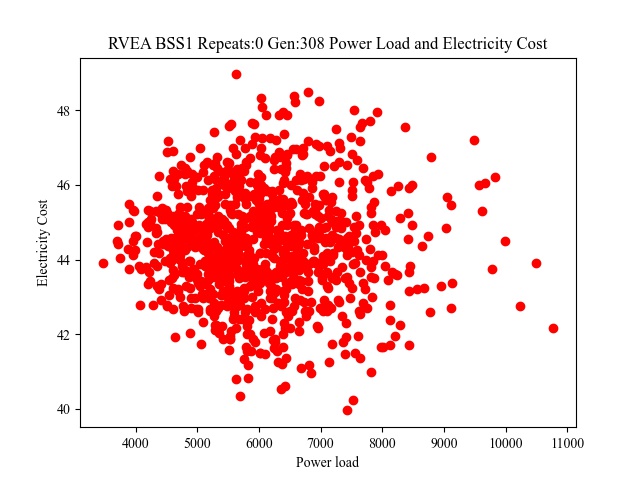 RVEA BSS1 Repeats:0 Gen:308 Power Load and Electricity Cost
48
46
44
42
40
Electricity Cost
4000 5000 6000 7000 8000 9000 10000 11000
Power load